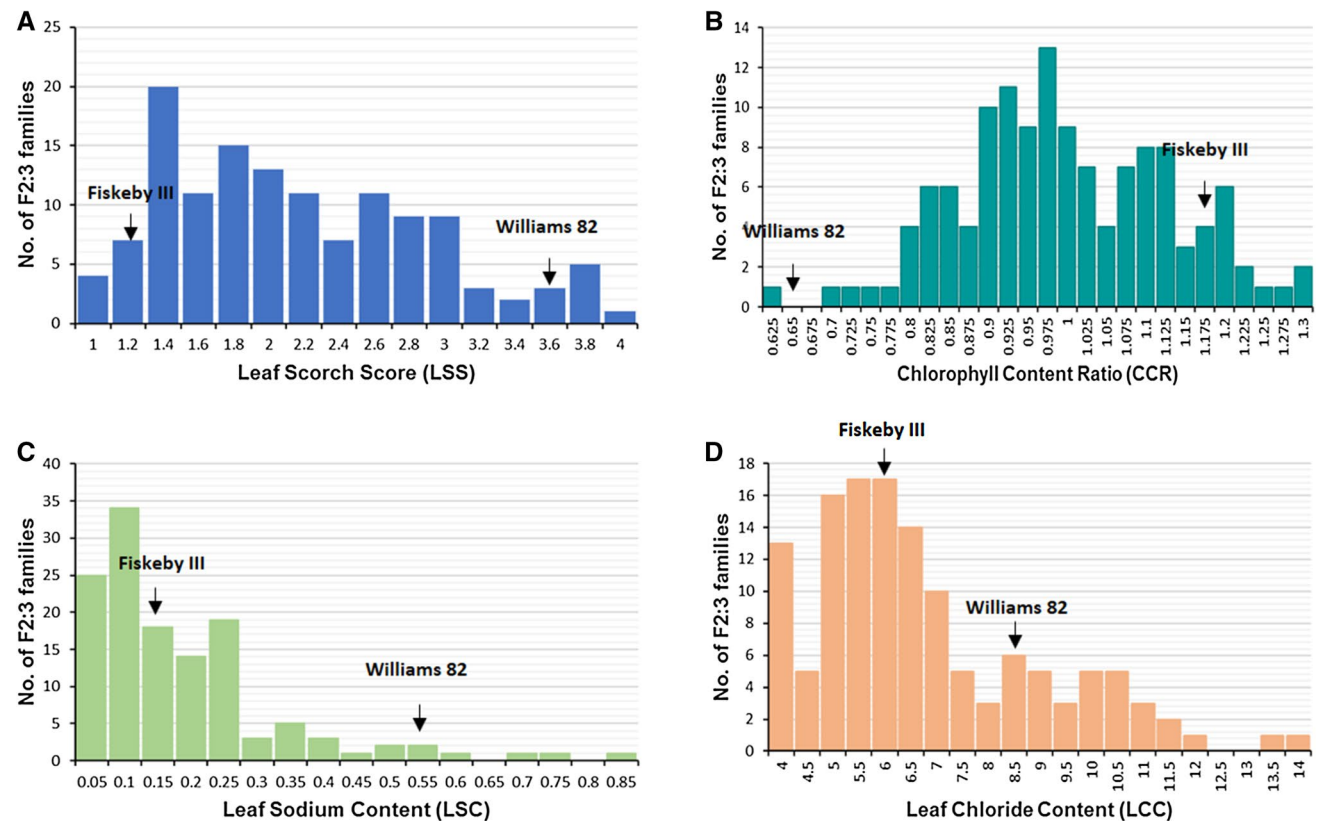 A
No. of F2:3 families
25
20
15
10
5
0
Fiskeby III
Williams 82
1 1.2 1.4 1.6 1.8 2 2.2 2.4 2.6 2.8 3 3.2 3.4 3.6 3.8 4
Leaf Scorch Score (LSS)
B
No. of F2:3 families
14
12
10
8
6
4
2
0
Fiskeby III
Williams 82
0.625 0.65 0.675 0.7 0.725 0.75 0.775 0.8 0.825 0.85 0.875 0.9 0.925 0.95 0.975 1 1.025 1.05 1.075 1.1 1.125 1.15 1.175 1.2 1.225 1.25 1.275 1.3
Chlorophyll Content Ratio (CCR)
C
No. of F2:3 families
40
35
30
25
20
15
10
5
0
Fiskeby III
Williams 82
0.05 0.1 0.15 0.2 0.25 0.3 0.35 0.4 0.45 0.5 0.55 0.6 0.65 0.7 0.75 0.8 0.85
Leaf Sodium Content (LSC)
D
Fiskeby III
No. of F2:3 families
18
16
14
12
10
8
6
4
2
0
Williams 82
4 4.5 5 5.5 6 6.5 7 7.5 8 8.5 9 9.5 10 10.5 11 11.5 12 12.5 13 13.5 14
Leaf Chloride Content (LCC)